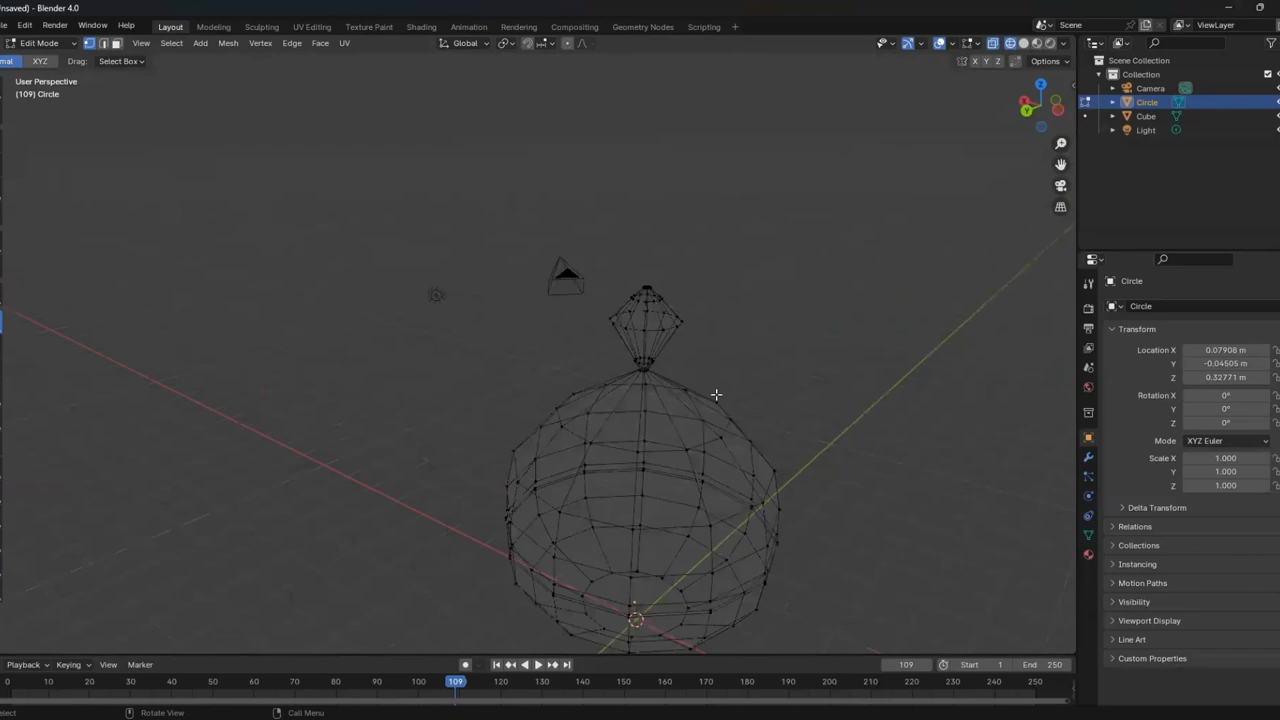 Unsaved) - Blender 4.0
Edit Render Window Help Layout Modeling Sculpting UV Editing Texture Paint Shading Animation Rendering Compositing Geometry Nodes Scripting + Scene ViewLayer
Edit Mode View Select Add Mesh Vertex Edge Face UV Global
XYZ Drag: Select Box X Y Z Options
User Perspective
(109) Circle
Z
Y
Scene Collection
Collection
Camera
Circle
Cube
Light
Circle
Circle
Transform
Location X 0.07908 m
Y -0.04505 m
Z 0.32771 m
Rotation X 0°
Y 0°
Z 0°
Mode XYZ Euler
Scale X 1.000
Y 1.000
Z 1.000
Delta Transform
Relations
Collections
Instancing
Motion Paths
Visibility
Viewport Display
Line Art
Custom Properties
Playback Keying View Marker 109 Start 1 End 250
0 10 20 30 40 50 60 70 80 90 100 109 120 130 140 150 160 170 180 190 200 210 220 230 240 250
elect Rotate View Call Menu